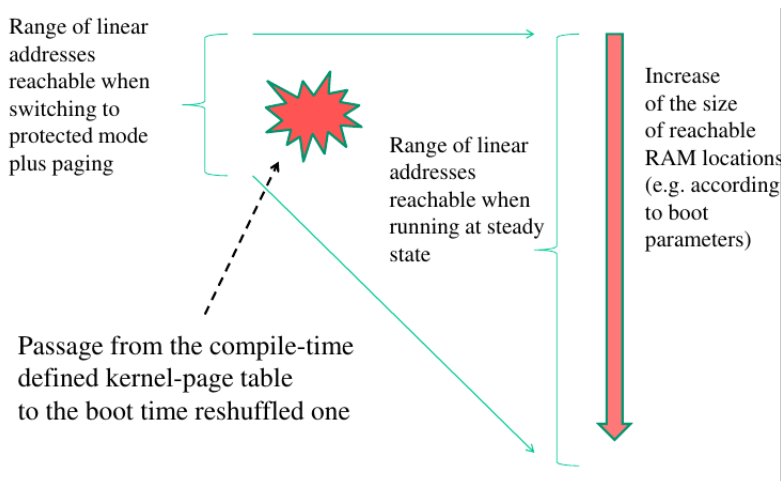 Range of linear
addresses
reachable when
switching to
protected mode
plus paging
Range of linear
addresses
reachable when
running at steady
state
Increase
of the size
of reachable
RAM locations
(e.g. according
to boot
parameters)
Passage from the compile-time
defined kernel-page table
to the boot time reshuffled one